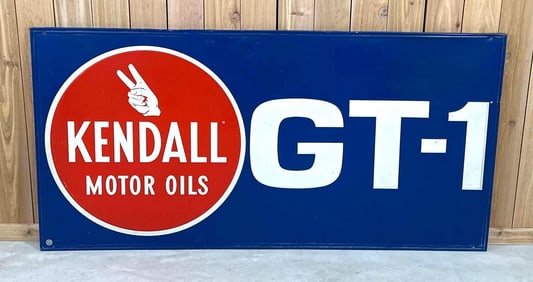 KENDALL
MOTOR OILS
GT-1